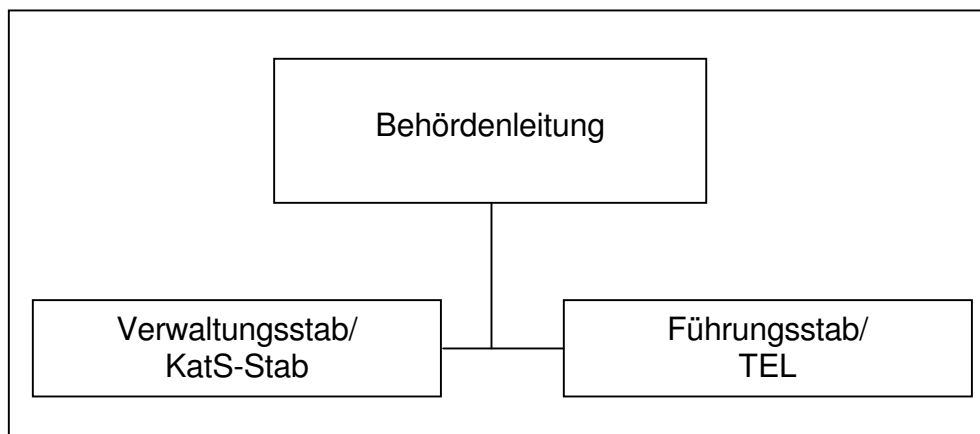 Behördenleitung
Verwaltungsstab/
KatS-Stab
Führungsstab/
TEL